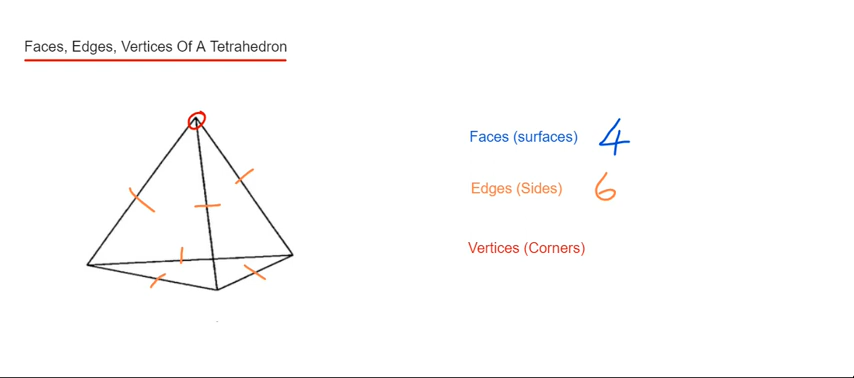 Faces, Edges, Vertices Of A Tetrahedron
Faces (surfaces) 4
Edges (Sides) 6
Vertices (Corners)